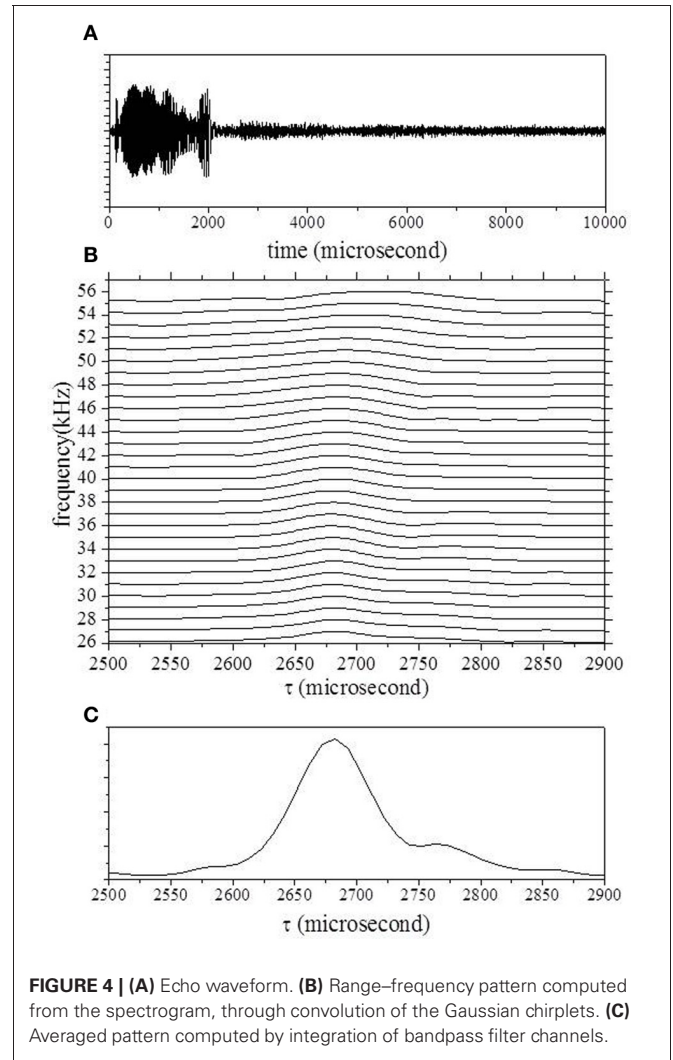 A
0 2000 4000 6000 8000 10000
time (microsecond)
B
56
54
52
50
48
46
44
42
40
38
36
34
32
30
28
26
frequency(kHz)
2500 2550 2600 2650 2700 2750 2800 2850 2900
τ (microsecond)
C
2500 2550 2600 2650 2700 2750 2800 2850 2900
τ (microsecond)
FIGURE 4 | (A) Echo waveform. (B) Range–frequency pattern computed
from the spectrogram, through convolution of the Gaussian chirplets. (C)
Averaged pattern computed by integration of bandpass filter channels.